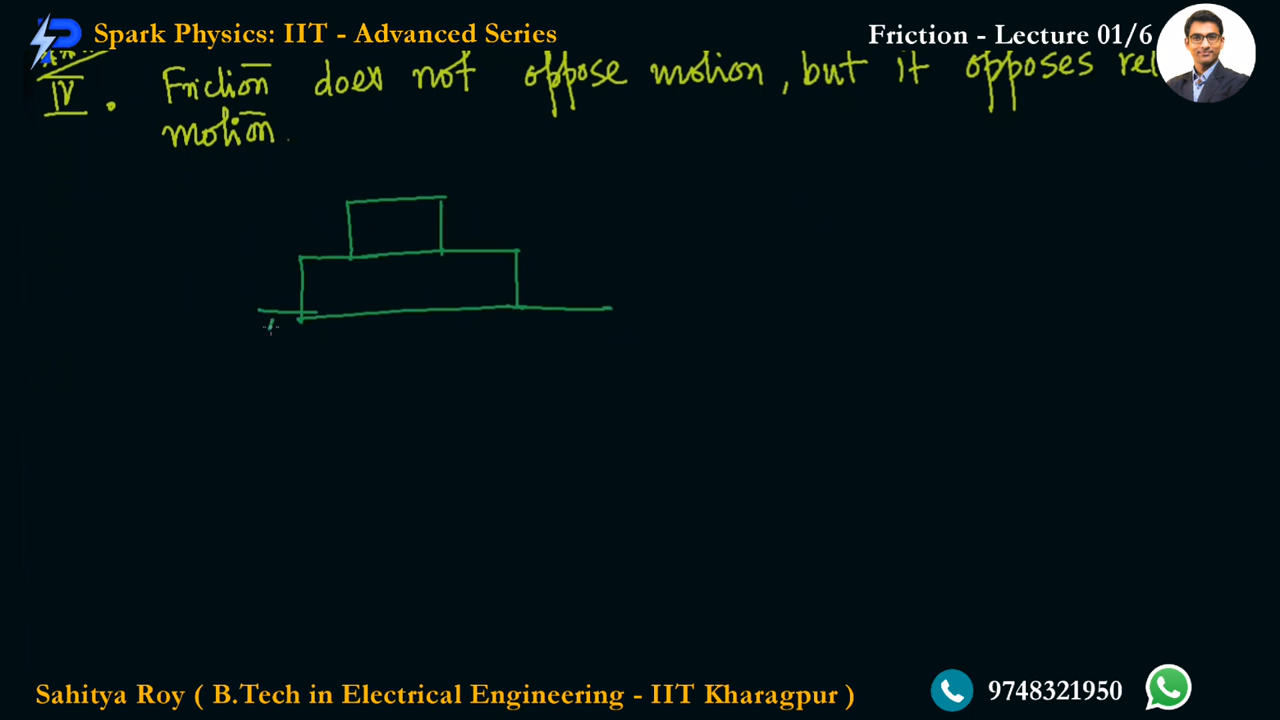 Spark Physics: IIT - Advanced Series
Friction - Lecture 01/6
IV. Friction does not oppose motion, but it opposes rel
motion.
Sahitya Roy ( B.Tech in Electrical Engineering - IIT Kharagpur )
9748321950